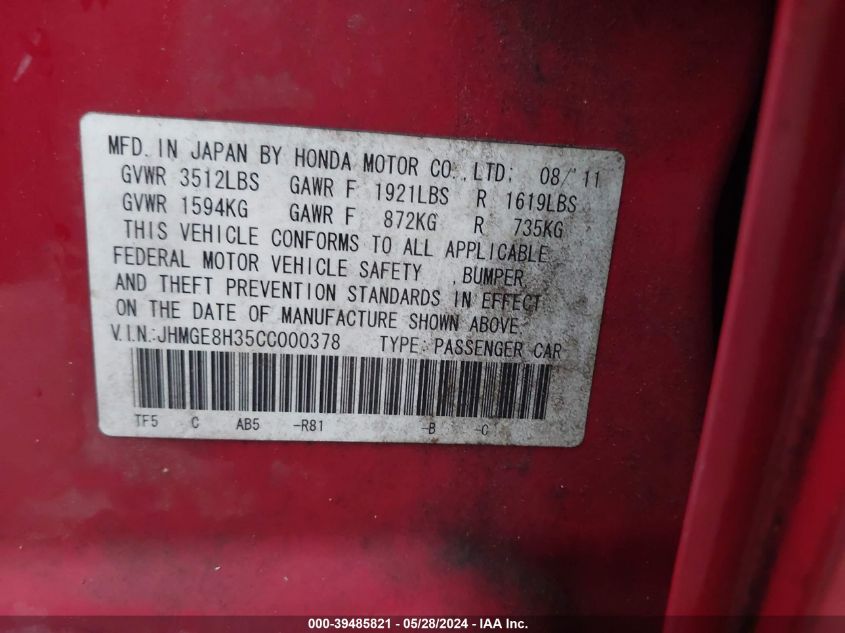 MFD. IN JAPAN BY HONDA MOTOR CO.,LTD: 08/'11
GVWR 3512LBS GAWR F 1921LBS R 1619LBS
GVWR 1594KG GAWR F 872KG R 735KG
THIS VEHICLE CONFORMS TO ALL APPLICABLE
FEDERAL MOTOR VEHICLE SAFETY ,BUMPER
AND THEFT PREVENTION STANDARDS IN EFFECT
ON THE DATE OF MANUFACTURE SHOWN ABOVE.
V.I.N:JHMGE8H35CC000378 TYPE:PASSENGER CAR
TF5 C AB5 -R81 -B -C
000-39485821 - 05/28/2024 - IAA Inc.